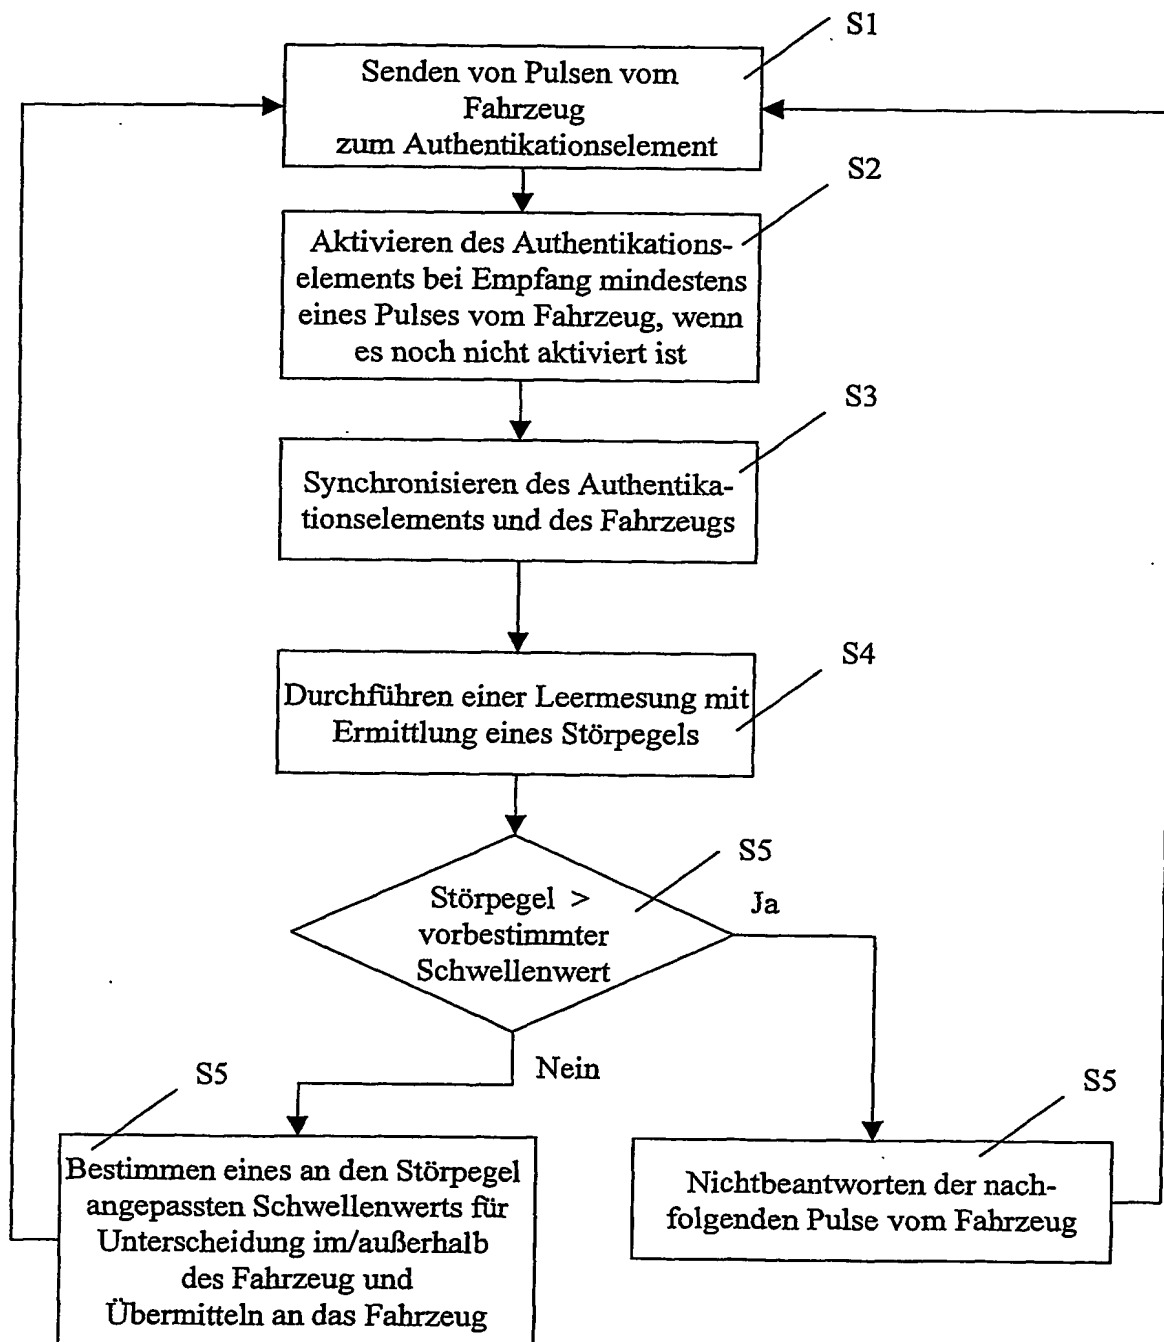 S1
Senden von Pulsen vom
Fahrzeug
zum Authentikationselement
S2
Aktivieren des Authentikations-
elements bei Empfang mindestens
eines Pulses vom Fahrzeug, wenn
es noch nicht aktiviert ist
S3
Synchronisieren des Authentika-
tionselements und des Fahrzeugs
S4
Durchführen einer Leermesung mit
Ermittlung eines Störpegels
S5
Störpegel >
vorbestimmter
Schwellenwert
Ja
Nein
S5
Bestimmen eines an den Störpegel
angepassten Schwellenwerts für
Unterscheidung im/außerhalb
des Fahrzeug und
Übermitteln an das Fahrzeug
S5
Nichtbeantworten der nach-
folgenden Pulse vom Fahrzeug